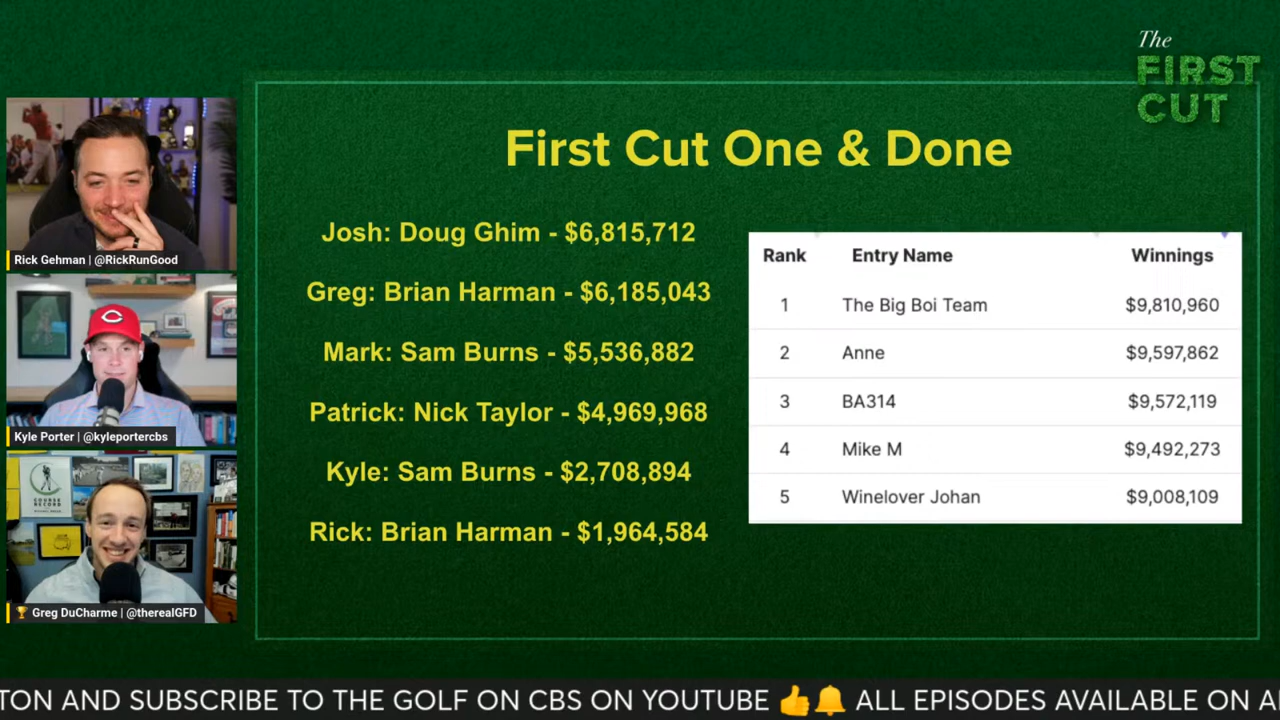 The
FIRST
CUT
First Cut One & Done
Josh: Doug Ghim - $6,815,712
Greg: Brian Harman - $6,185,043
Mark: Sam Burns - $5,536,882
Patrick: Nick Taylor - $4,969,968
Kyle: Sam Burns - $2,708,894
Rick: Brian Harman - $1,964,584
Rank Entry Name Winnings
1 The Big Boi Team $9,810,960
2 Anne $9,597,862
3 BA314 $9,572,119
4 Mike M $9,492,273
5 Winelover Johan $9,008,109
Rick Gehman | @RickRunGood
Kyle Porter | @kyleportercbs
COURSE
RECORD
🏆 Greg DuCharme | @therealGFD
TON AND SUBSCRIBE TO THE GOLF ON CBS ON YOUTUBE 👍🔔 ALL EPISODES AVAILABLE ON A